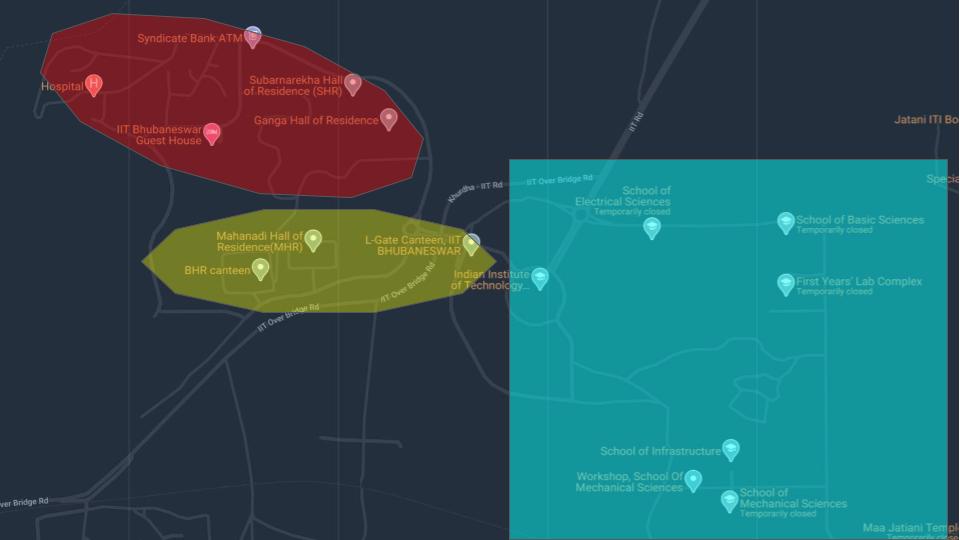 Syndicate Bank ATM
Hospital
Subarnarekha Hall
of Residence (SHR)
Ganga Hall of Residence
IIT Bhubaneswar
Guest House
IIT Rd
Jatani ITI Bo
Khurdha - IIT Rd
IIT Over Bridge Rd
Specia
School of
Electrical Sciences
Temporarily closed
School of Basic Sciences
Temporarily closed
Mahanadi Hall of
Residence(MHR)
L-Gate Canteen, IIT
BHUBANESWAR
BHR canteen
Indian Institute
of Technology...
First Years' Lab Complex
Temporarily closed
IIT Over Bridge Rd
IIT Over Bridge Rd
School of Infrastructure
Workshop, School Of
Mechanical Sciences
School of
Mechanical Sciences
Temporarily closed
ver Bridge Rd
Maa Jatiani Templ
Temporarily close